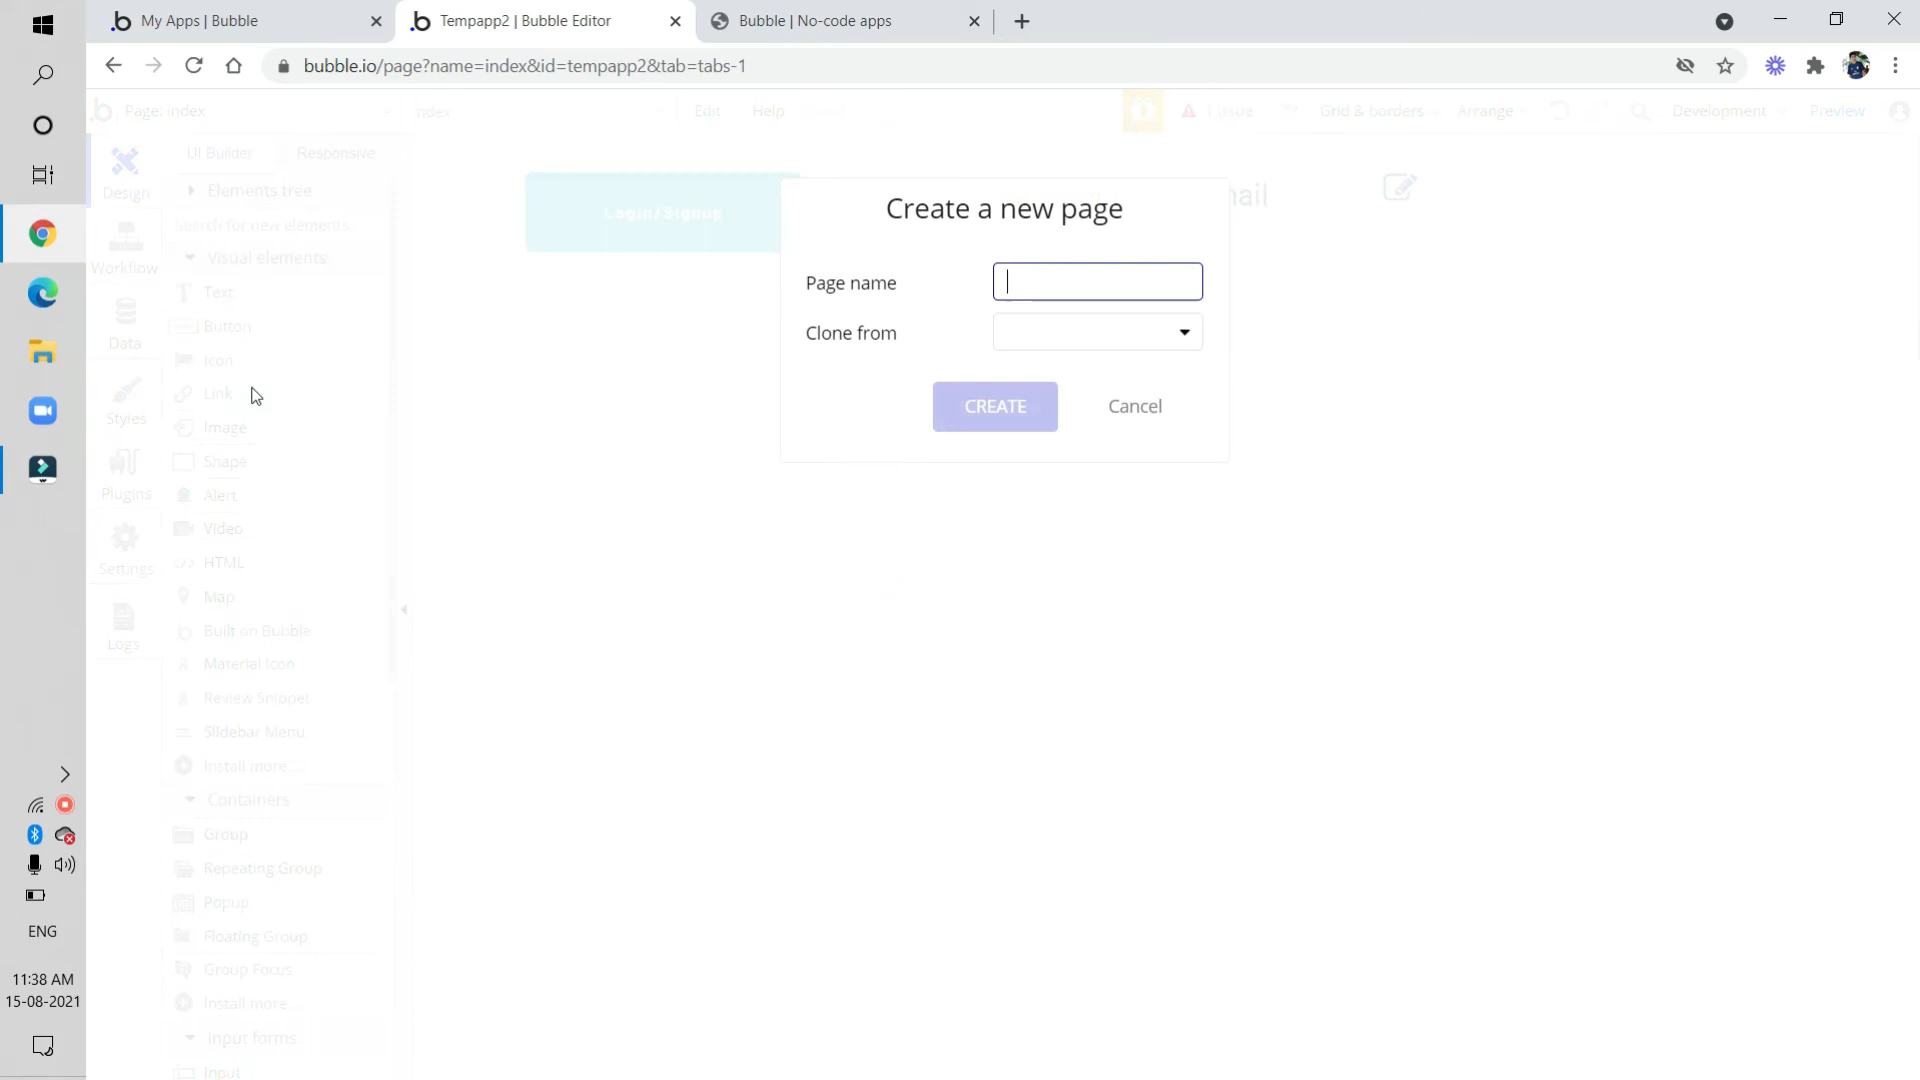 My Apps | Bubble
Tempapp2 | Bubble Editor
Bubble | No-code apps
bubble.io/page?name=index&id=tempapp2&tab=tabs-1
Page: index
index
Edit
Help
Saved
1 issue
Grid & borders
Arrange
Development
Preview
UI Builder
Responsive
Design
Workflow
Data
Styles
Plugins
Settings
Logs
Elements tree
Search for new elements
Visual elements
Text
Button
Icon
Link
Image
Shape
Alert
Video
HTML
Map
Built on Bubble
Material Icon
Review Snippet
Slidebar Menu
Install more...
Containers
Group
Repeating Group
Popup
Floating Group
Group Focus
Install more...
Input forms
Input
Login/Signup
ail
Create a new page
Page name
Clone from
CREATE
Cancel
ENG
11:38 AM
15-08-2021